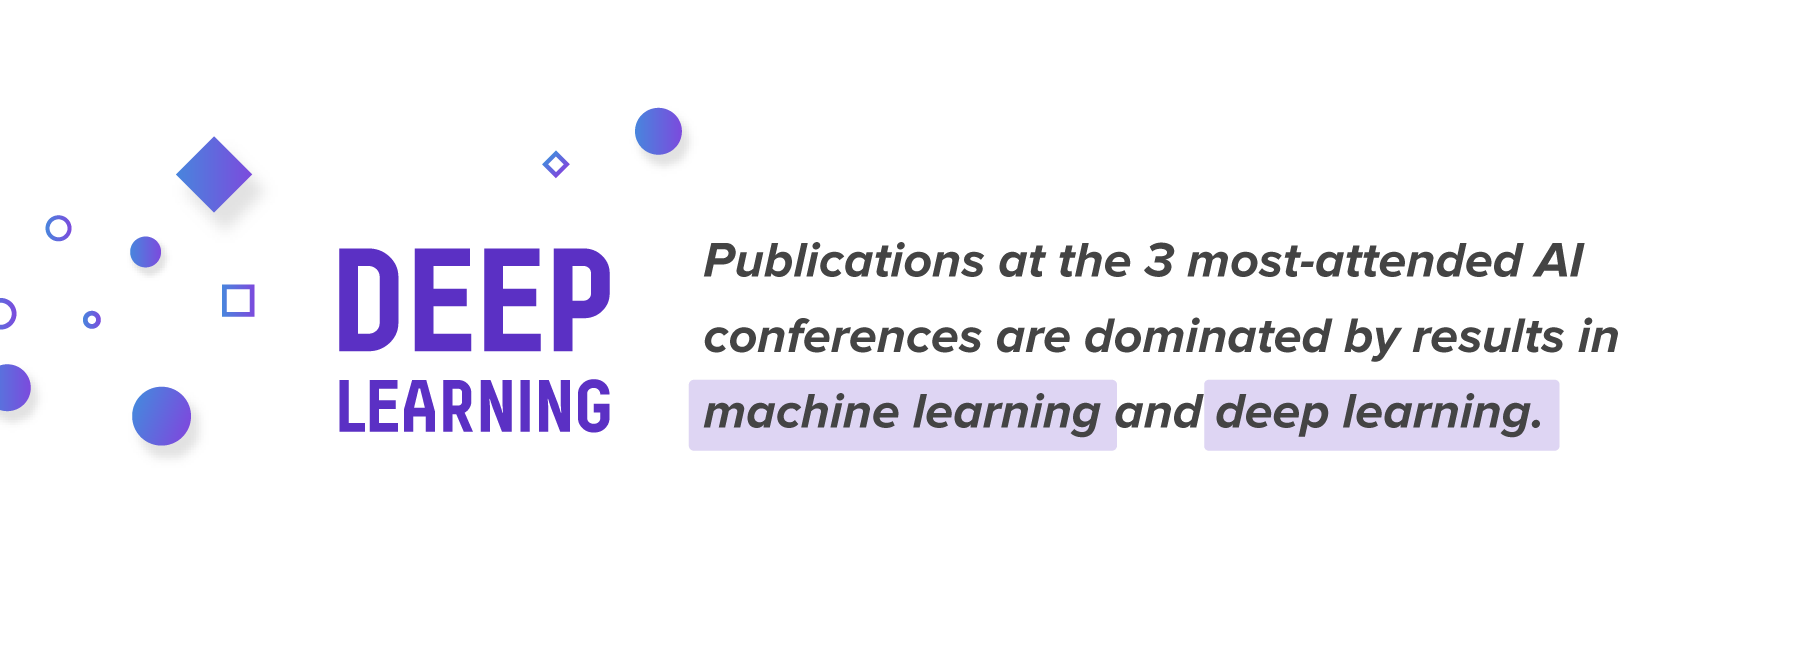 DEEP
LEARNING
Publications at the 3 most-attended AI
conferences are dominated by results in
machine learning and deep learning.